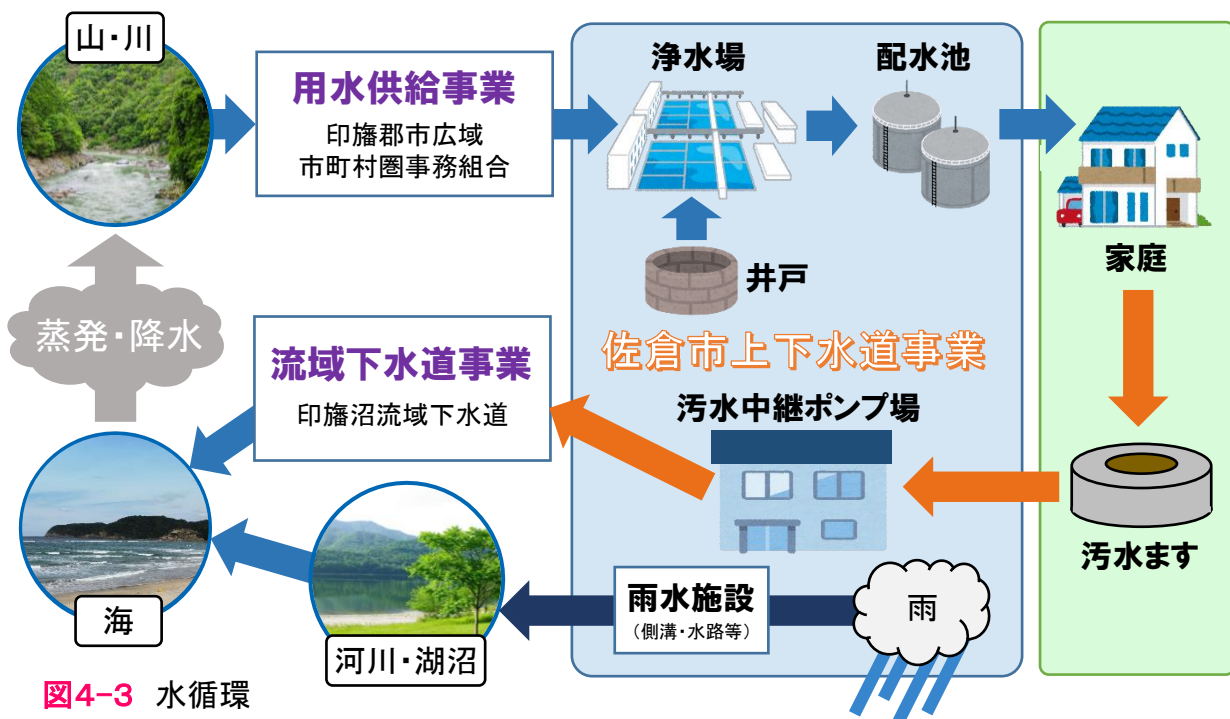 山・川
用水供給事業
印旛郡市広域
市町村圏事務組合
浄水場
配水池
家庭
井戸
蒸発・降水
佐倉市上下水道事業
流域下水道事業
印旛沼流域下水道
汚水中継ポンプ場
汚水ます
海
河川・湖沼
雨水施設
（側溝・水路等）
雨
図4-3 水循環